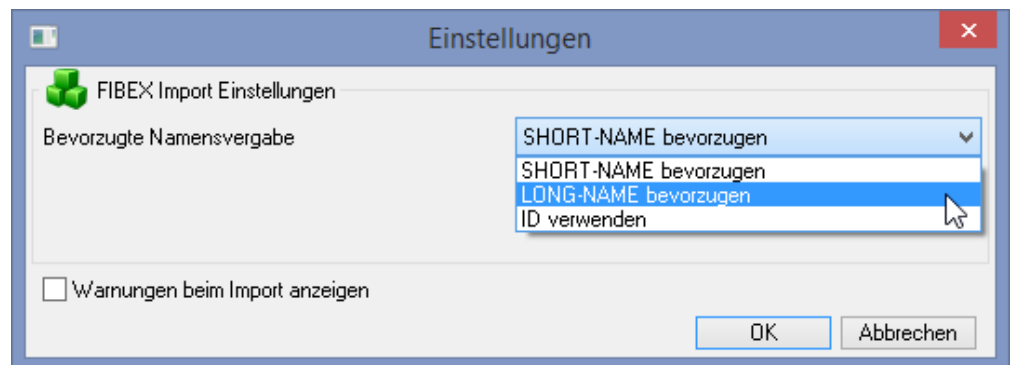 Einstellungen
FIBEX Import Einstellungen
Bevorzugte Namensvergabe
SHORT-NAME bevorzugen
SHORT-NAME bevorzugen
LONG-NAME bevorzugen
ID verwenden
Warnungen beim Import anzeigen
OK
Abbrechen